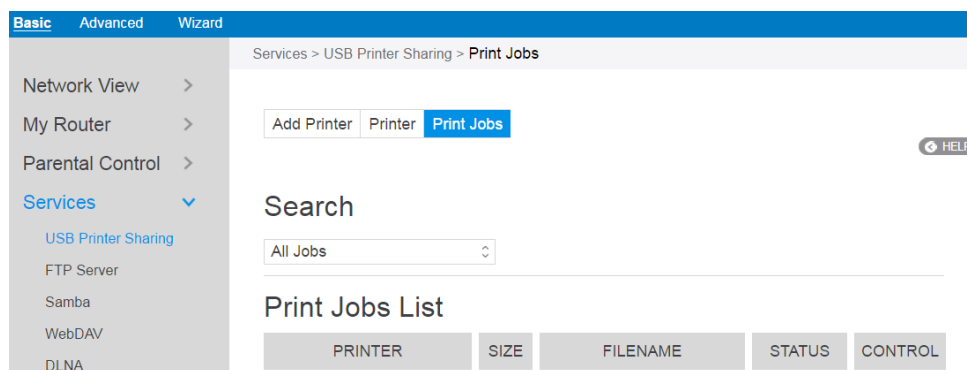 Basic Advanced Wizard
Services > USB Printer Sharing > Print Jobs
Network View >
My Router >
Parental Control >
Services
USB Printer Sharing
FTP Server
Samba
WebDAV
DLNA
Add Printer Printer Print Jobs
HELP
Search
All Jobs
Print Jobs List
PRINTER SIZE FILENAME STATUS CONTROL